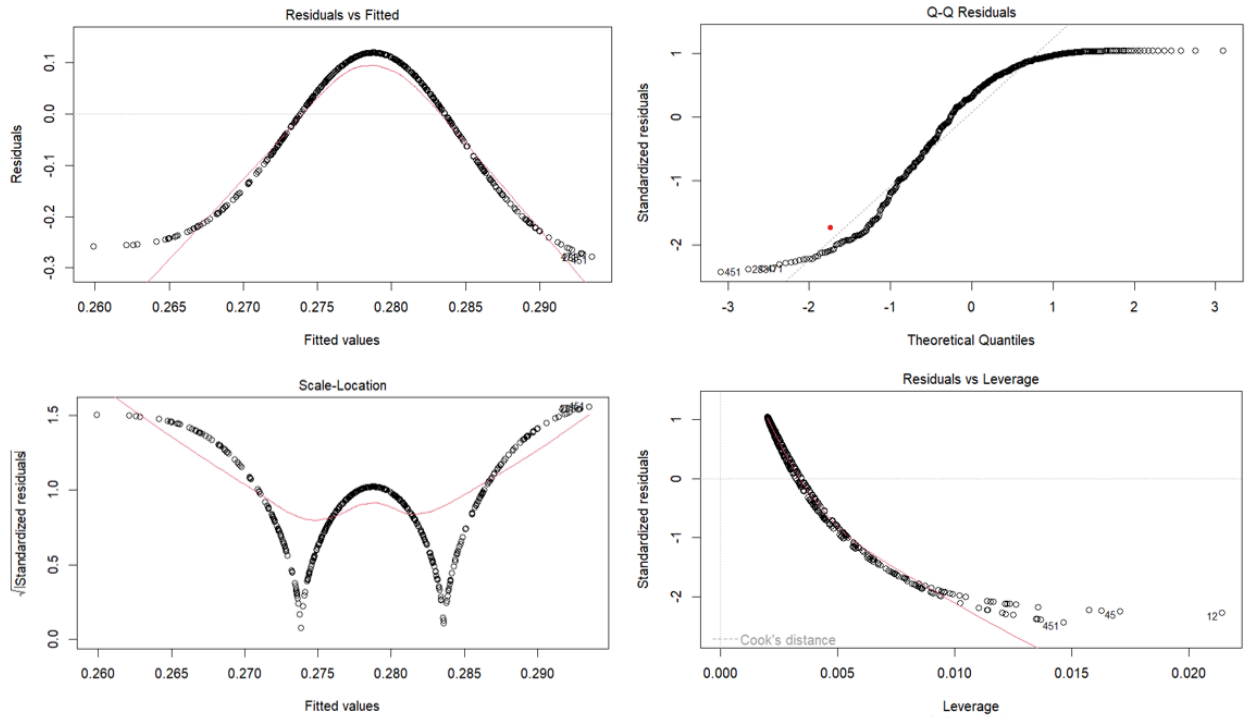 Residuals vs Fitted
Residuals
0.1
0.0
-0.1
-0.2
-0.3
451
0.260 0.265 0.270 0.275 0.280 0.285 0.290
Fitted values
Q-Q Residuals
Standardized residuals
1
0
-1
-2
451
-3 -2 -1 0 1 2 3
Theoretical Quantiles
Scale-Location
√|Standardized residuals|
1.5
1.0
0.5
0.0
451
0.260 0.265 0.270 0.275 0.280 0.285 0.290
Fitted values
Residuals vs Leverage
Standardized residuals
1
0
-1
-2
451
45
12
Cook's distance
0.000 0.005 0.010 0.015 0.020
Leverage